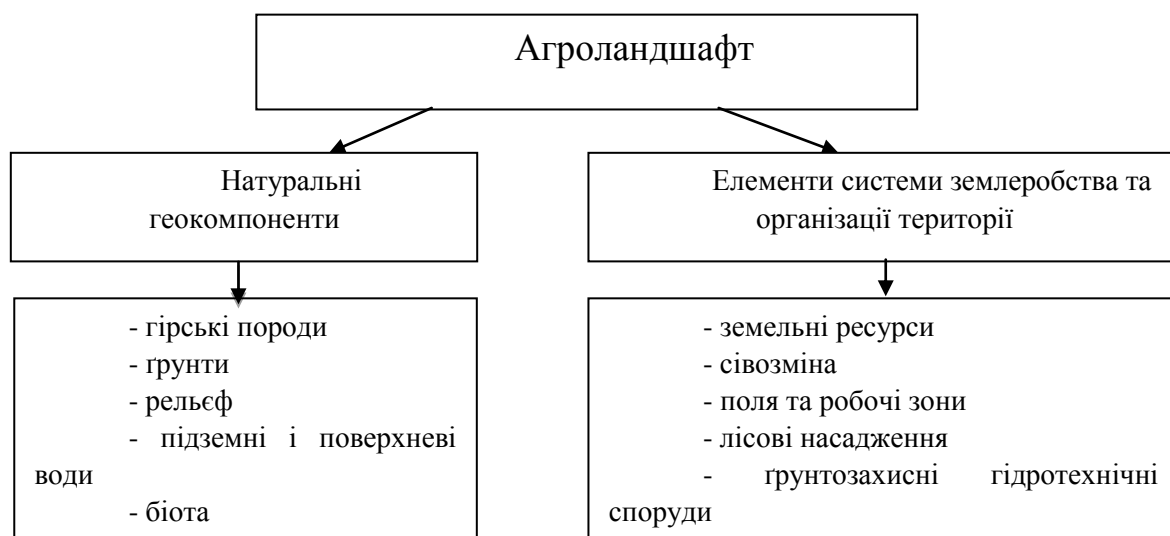 Агроландшафт
Натуральні
геокомпоненти
Елементи системи землеробства та
організації території
- гірські породи
- ґрунти
- рельєф
- підземні і поверхневі
води
- біота
- земельні ресурси
- сівозміна
- поля та робочі зони
- лісові насадження
- ґрунтозахисні гідротехнічні
споруди